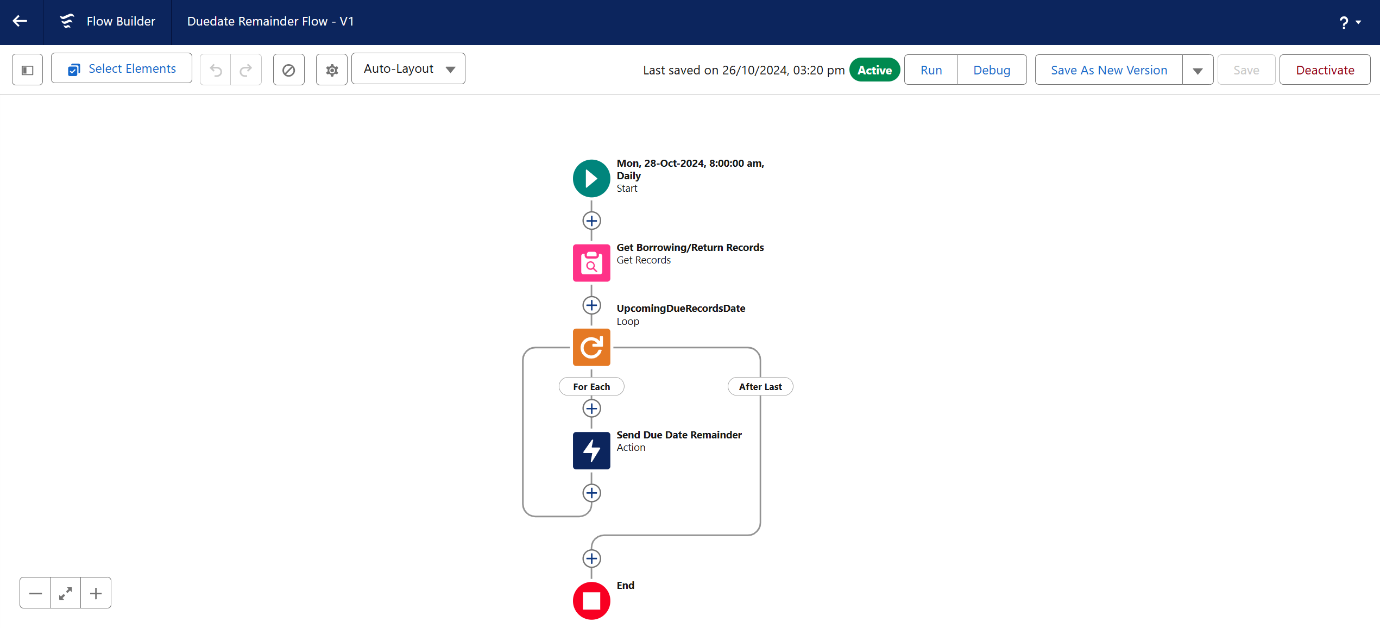 Flow Builder
Duedate Remainder Flow - V1
?
Select Elements
Auto-Layout
Last saved on 26/10/2024, 03:20 pm
Active
Run
Debug
Save As New Version
Save
Deactivate
Mon, 28-Oct-2024, 8:00:00 am,
Daily
Start
Get Borrowing/Return Records
Get Records
UpcomingDueRecordsDate
Loop
For Each
After Last
Send Due Date Remainder
Action
End